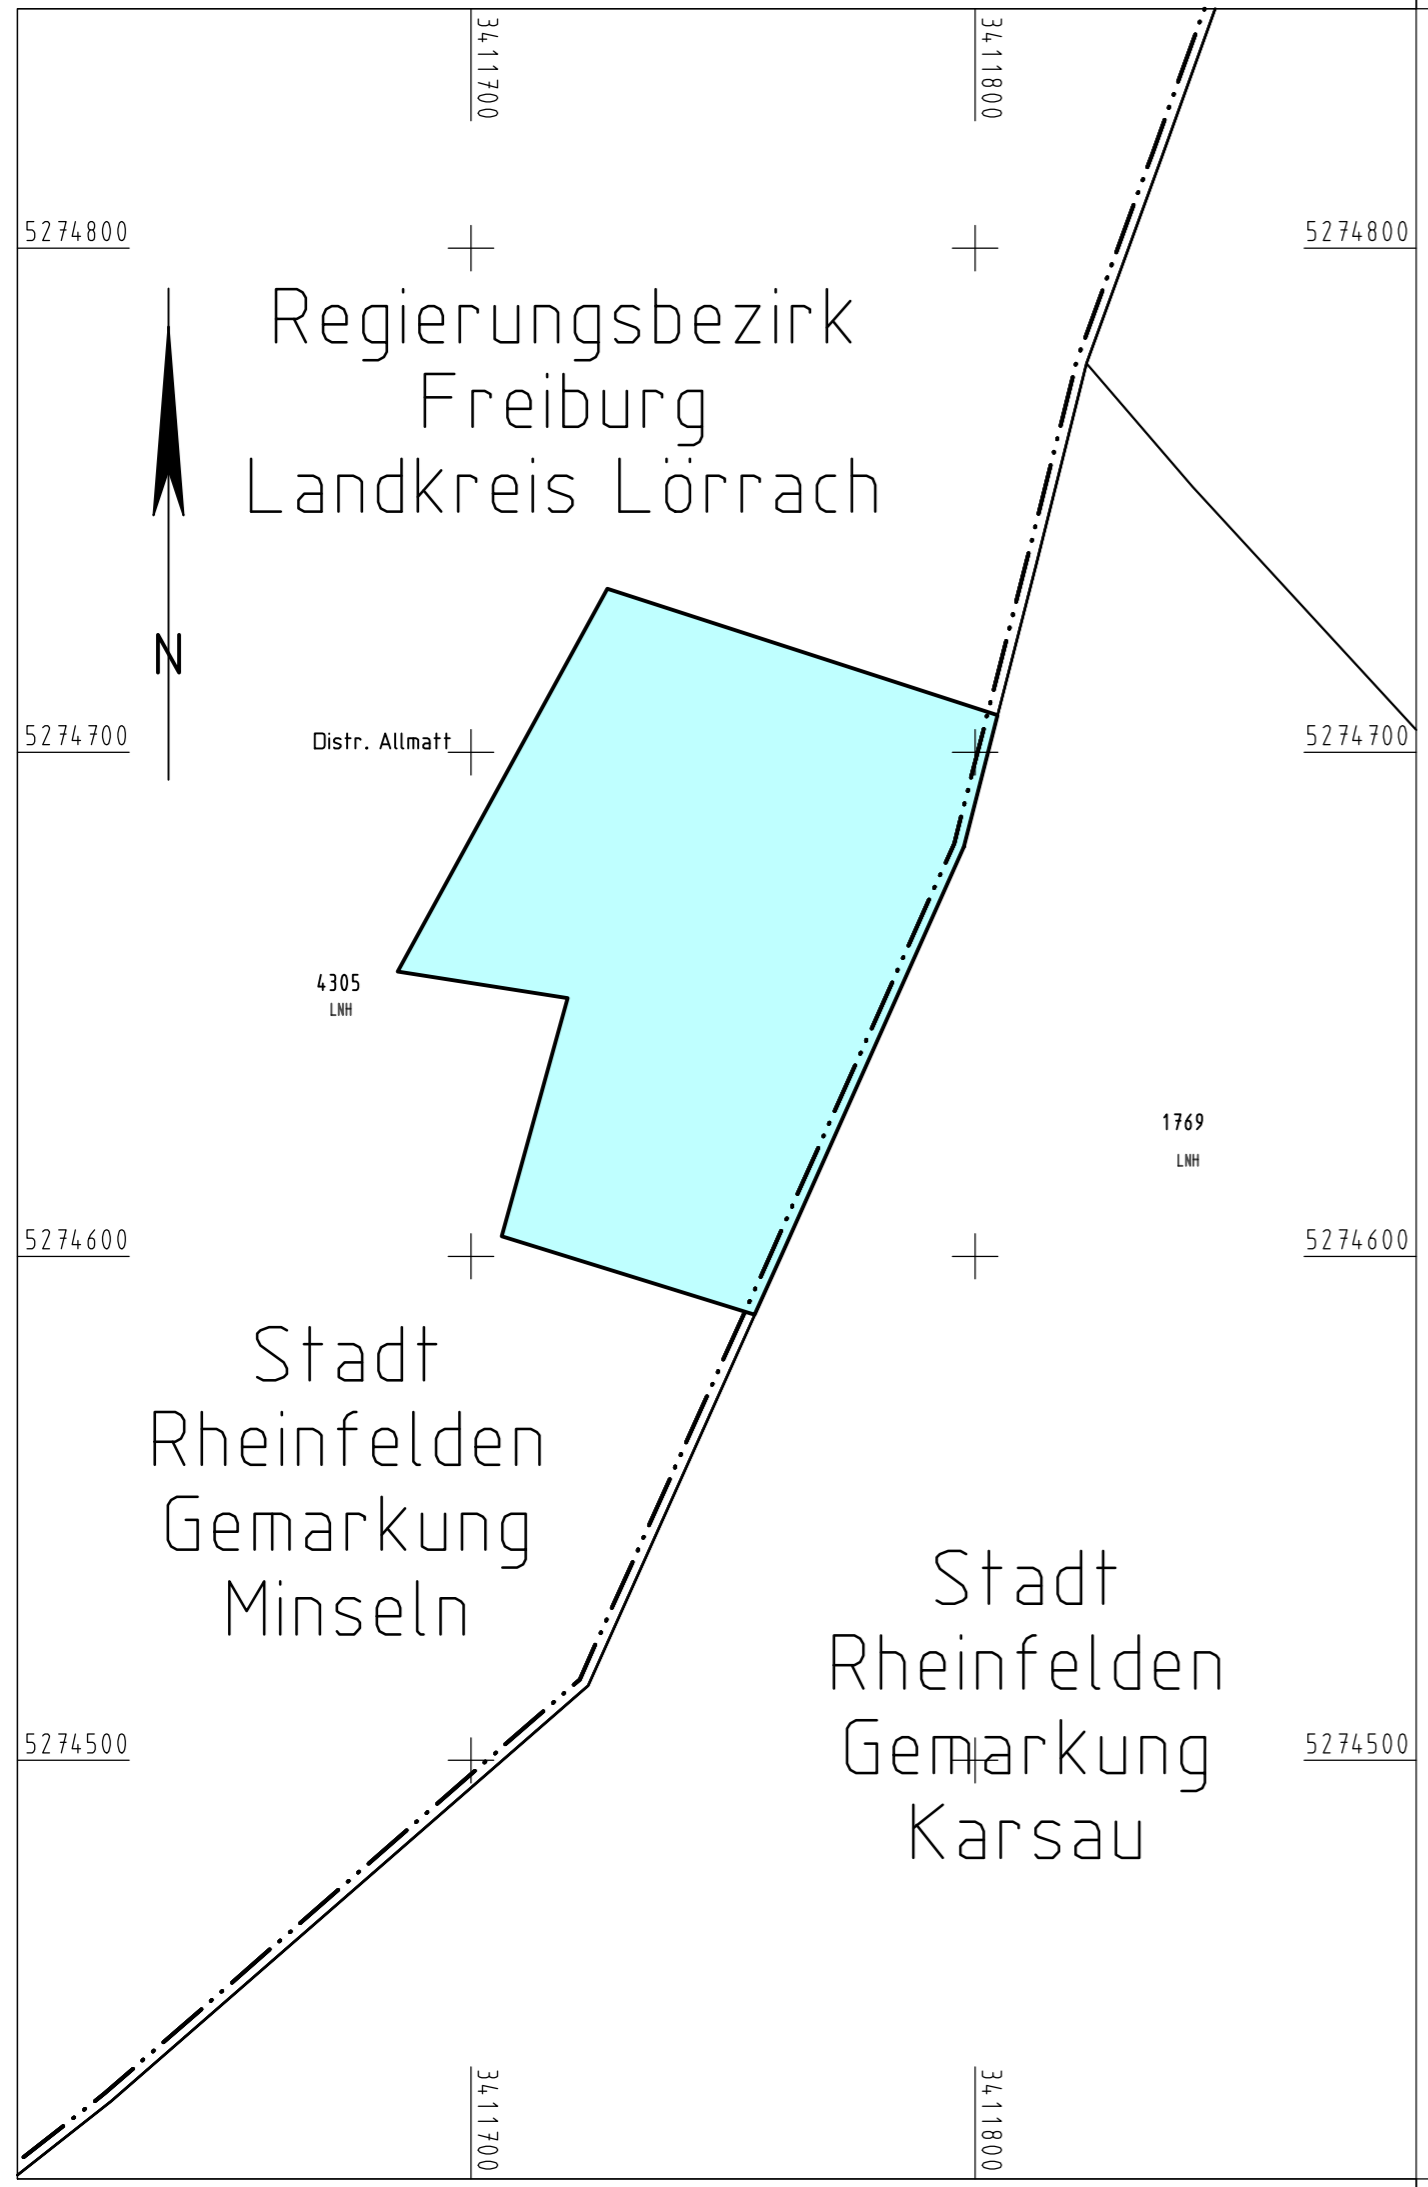 3411700
3411800
5274800
5274800
Regierungsbezirk
Freiburg
Landkreis Lörrach
N
Distr. Allmatt
5274700
5274700
4305
LNH
1769
LNH
5274600
5274600
Stadt
Rheinfelden
Gemarkung
Minseln
Stadt
Rheinfelden
Gemarkung
Karsau
5274500
5274500
3411700
3411800